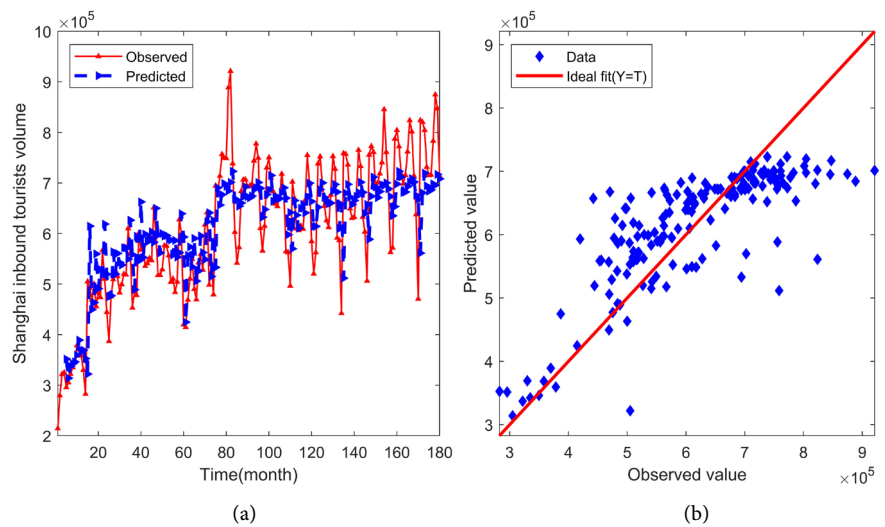 ×10⁵
10
9
8
7
6
5
4
3
2
Shanghai inbound tourists volume
Observed
Predicted
20 40 60 80 100 120 140 160 180
Time(month)
(a)
×10⁵
9
8
7
6
5
4
3
Predicted value
Data
Ideal fit(Y=T)
3 4 5 6 7 8 9
Observed value
×10⁵
(b)